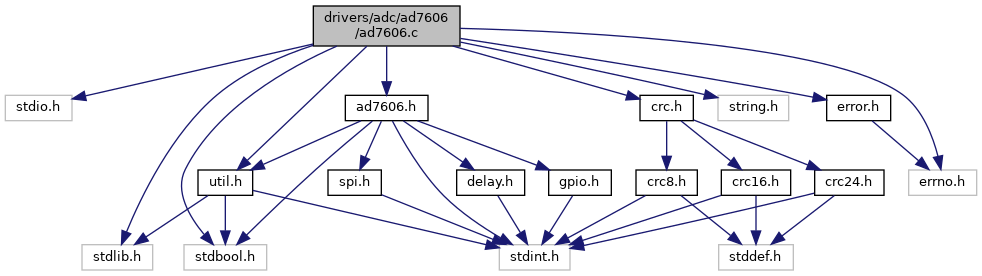 drivers/adc/ad7606
/ad7606.c
stdio.h
ad7606.h
crc.h
string.h
error.h
util.h
spi.h
delay.h
gpio.h
crc8.h
crc16.h
crc24.h
errno.h
stdlib.h
stdbool.h
stdint.h
stddef.h